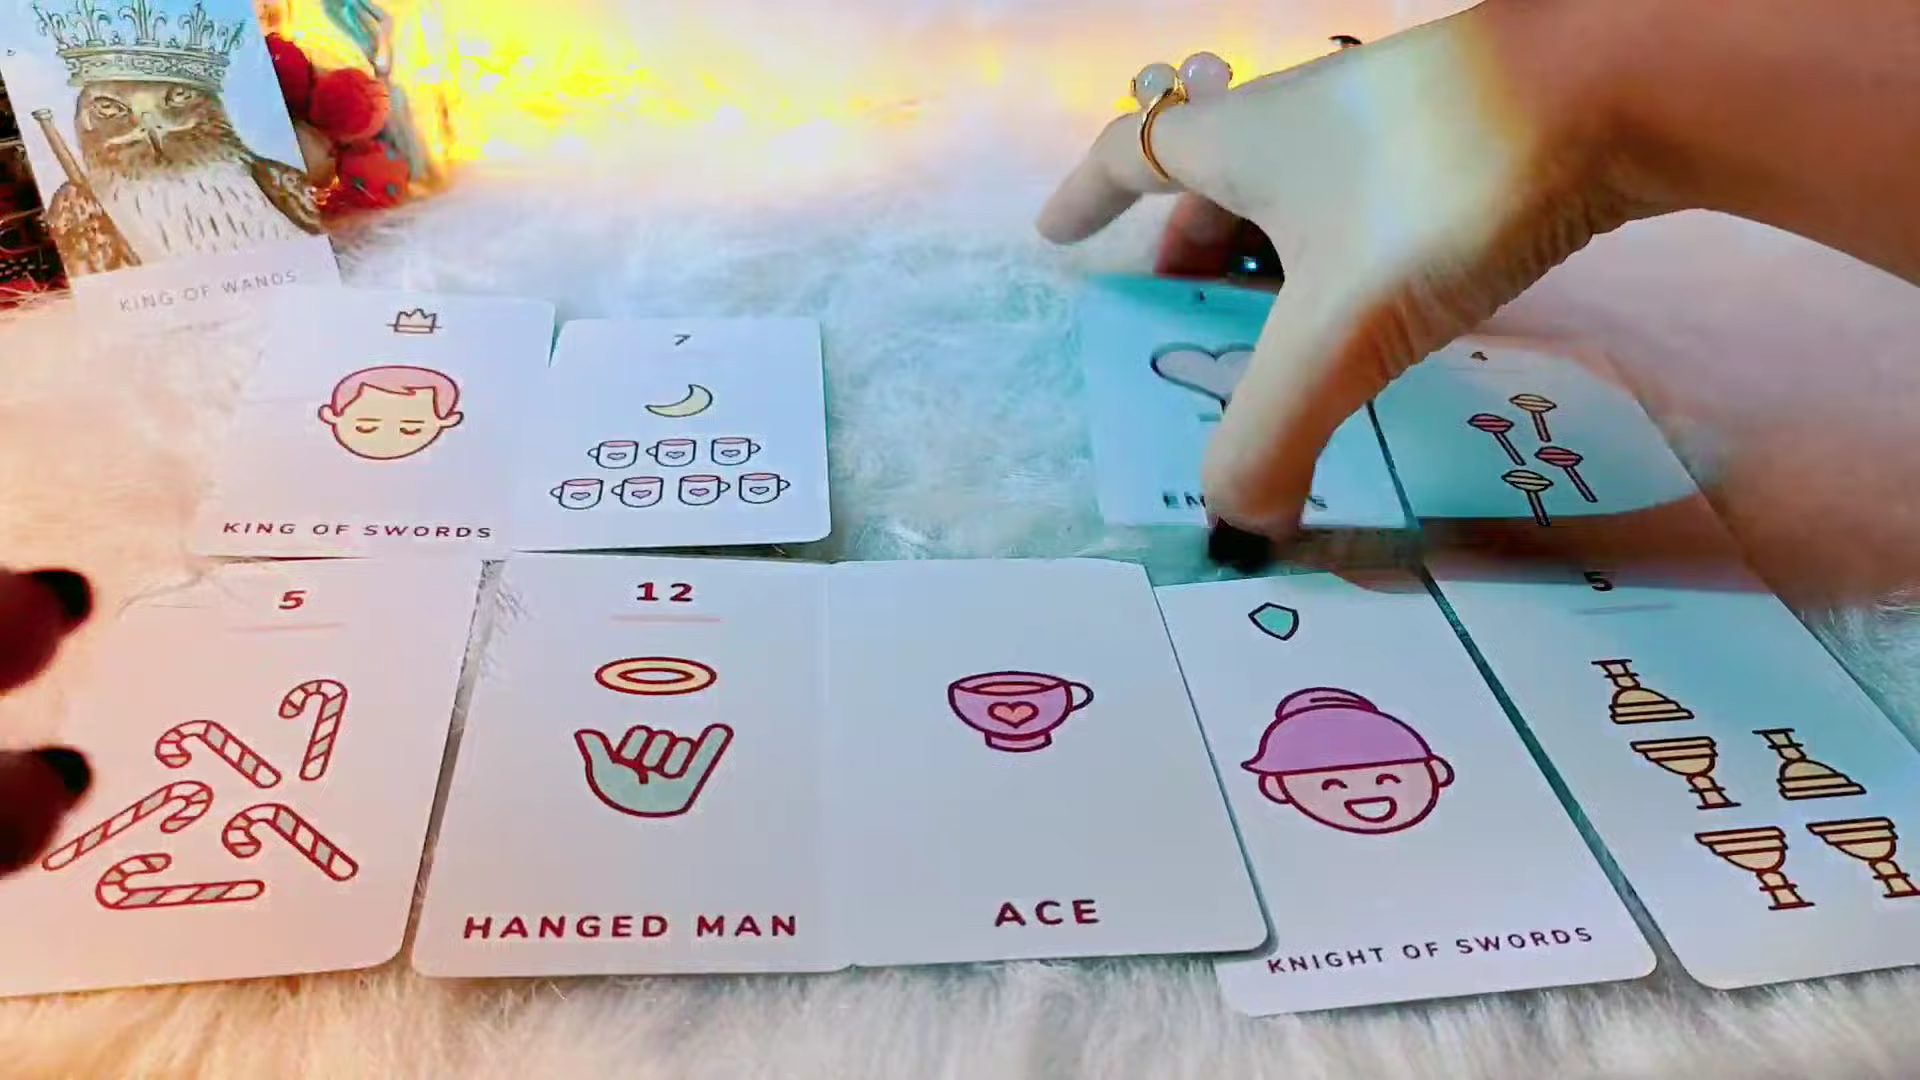 KING OF WANDS
KING OF SWORDS
7
4
5
12
HANGED MAN
ACE
KNIGHT OF SWORDS
5